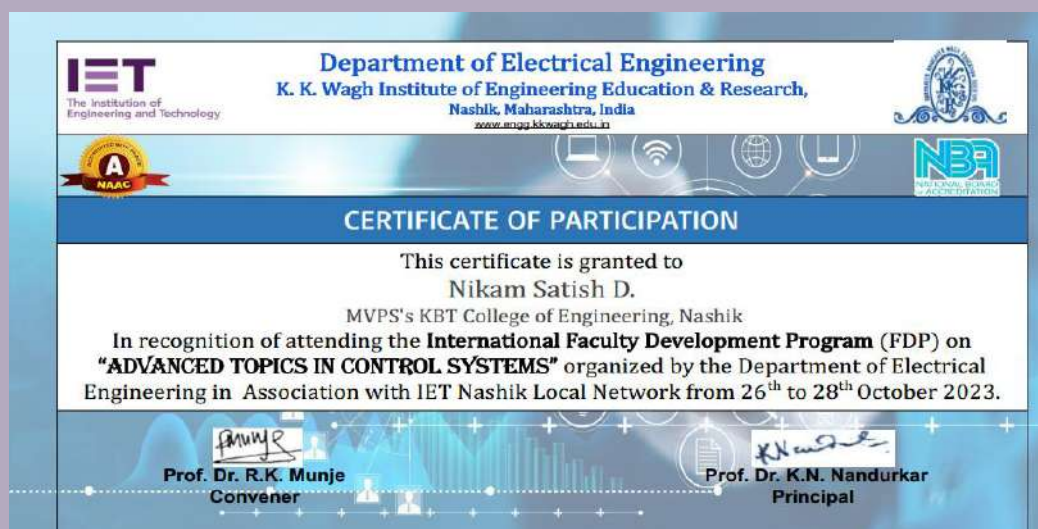 IET
The Institution of
Engineering and Technology
Department of Electrical Engineering
K. K. Wagh Institute of Engineering Education & Research,
Nashik, Maharashtra, India
www.engg.kkwagh.edu.in
A
NAAC
NBA
NATIONAL BOARD
of ACCREDITATION
CERTIFICATE OF PARTICIPATION
This certificate is granted to
Nikam Satish D.
MVPS's KBT College of Engineering, Nashik
In recognition of attending the International Faculty Development Program (FDP) on
“ADVANCED TOPICS IN CONTROL SYSTEMS” organized by the Department of Electrical
Engineering in Association with IET Nashik Local Network from 26th to 28th October 2023.
Prof. Dr. R.K. Munje
Convener
Prof. Dr. K.N. Nandurkar
Principal